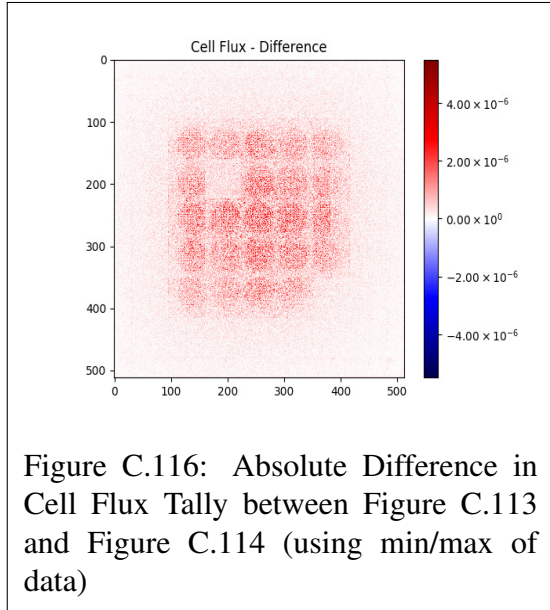 Cell Flux - Difference
0
100
200
300
400
500
0 100 200 300 400 500
4.00 × 10⁻⁶
2.00 × 10⁻⁶
0.00 × 10⁰
−2.00 × 10⁻⁶
−4.00 × 10⁻⁶
Figure C.116: Absolute Difference in
Cell Flux Tally between Figure C.113
and Figure C.114 (using min/max of
data)